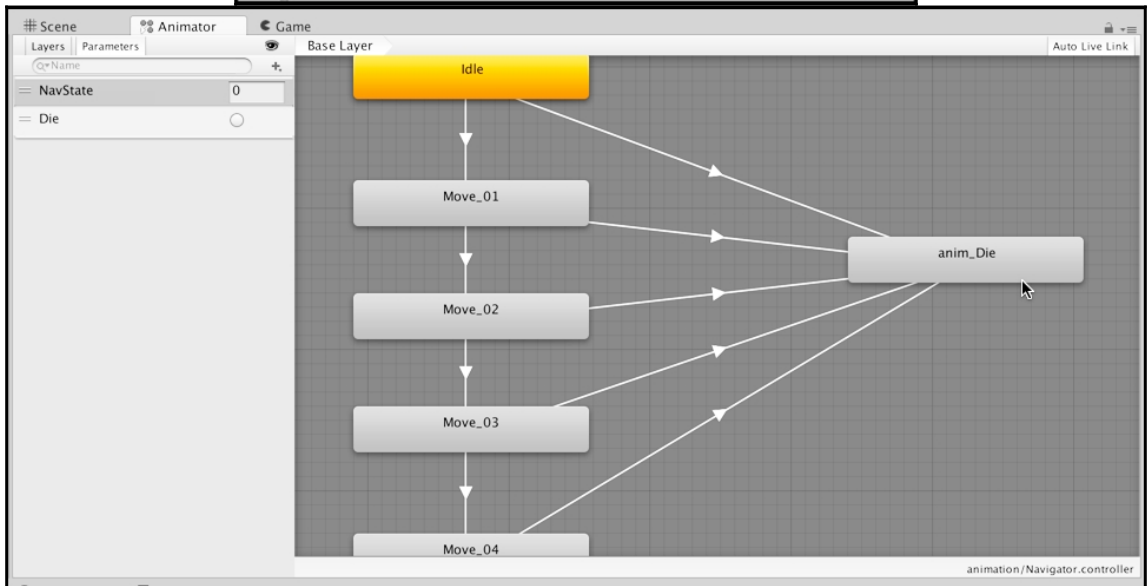 Scene Animator Game
Layers Parameters Base Layer Auto Live Link
Name
NavState 0
Die
Idle
Move_01
anim_Die
Move_02
Move_03
Move_04
animation/Navigator.controller